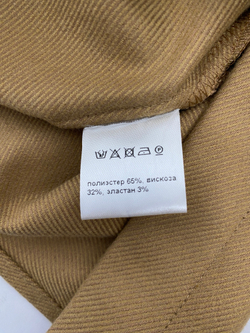 полиэстер 65%, вискоза
32%, эластан 3%